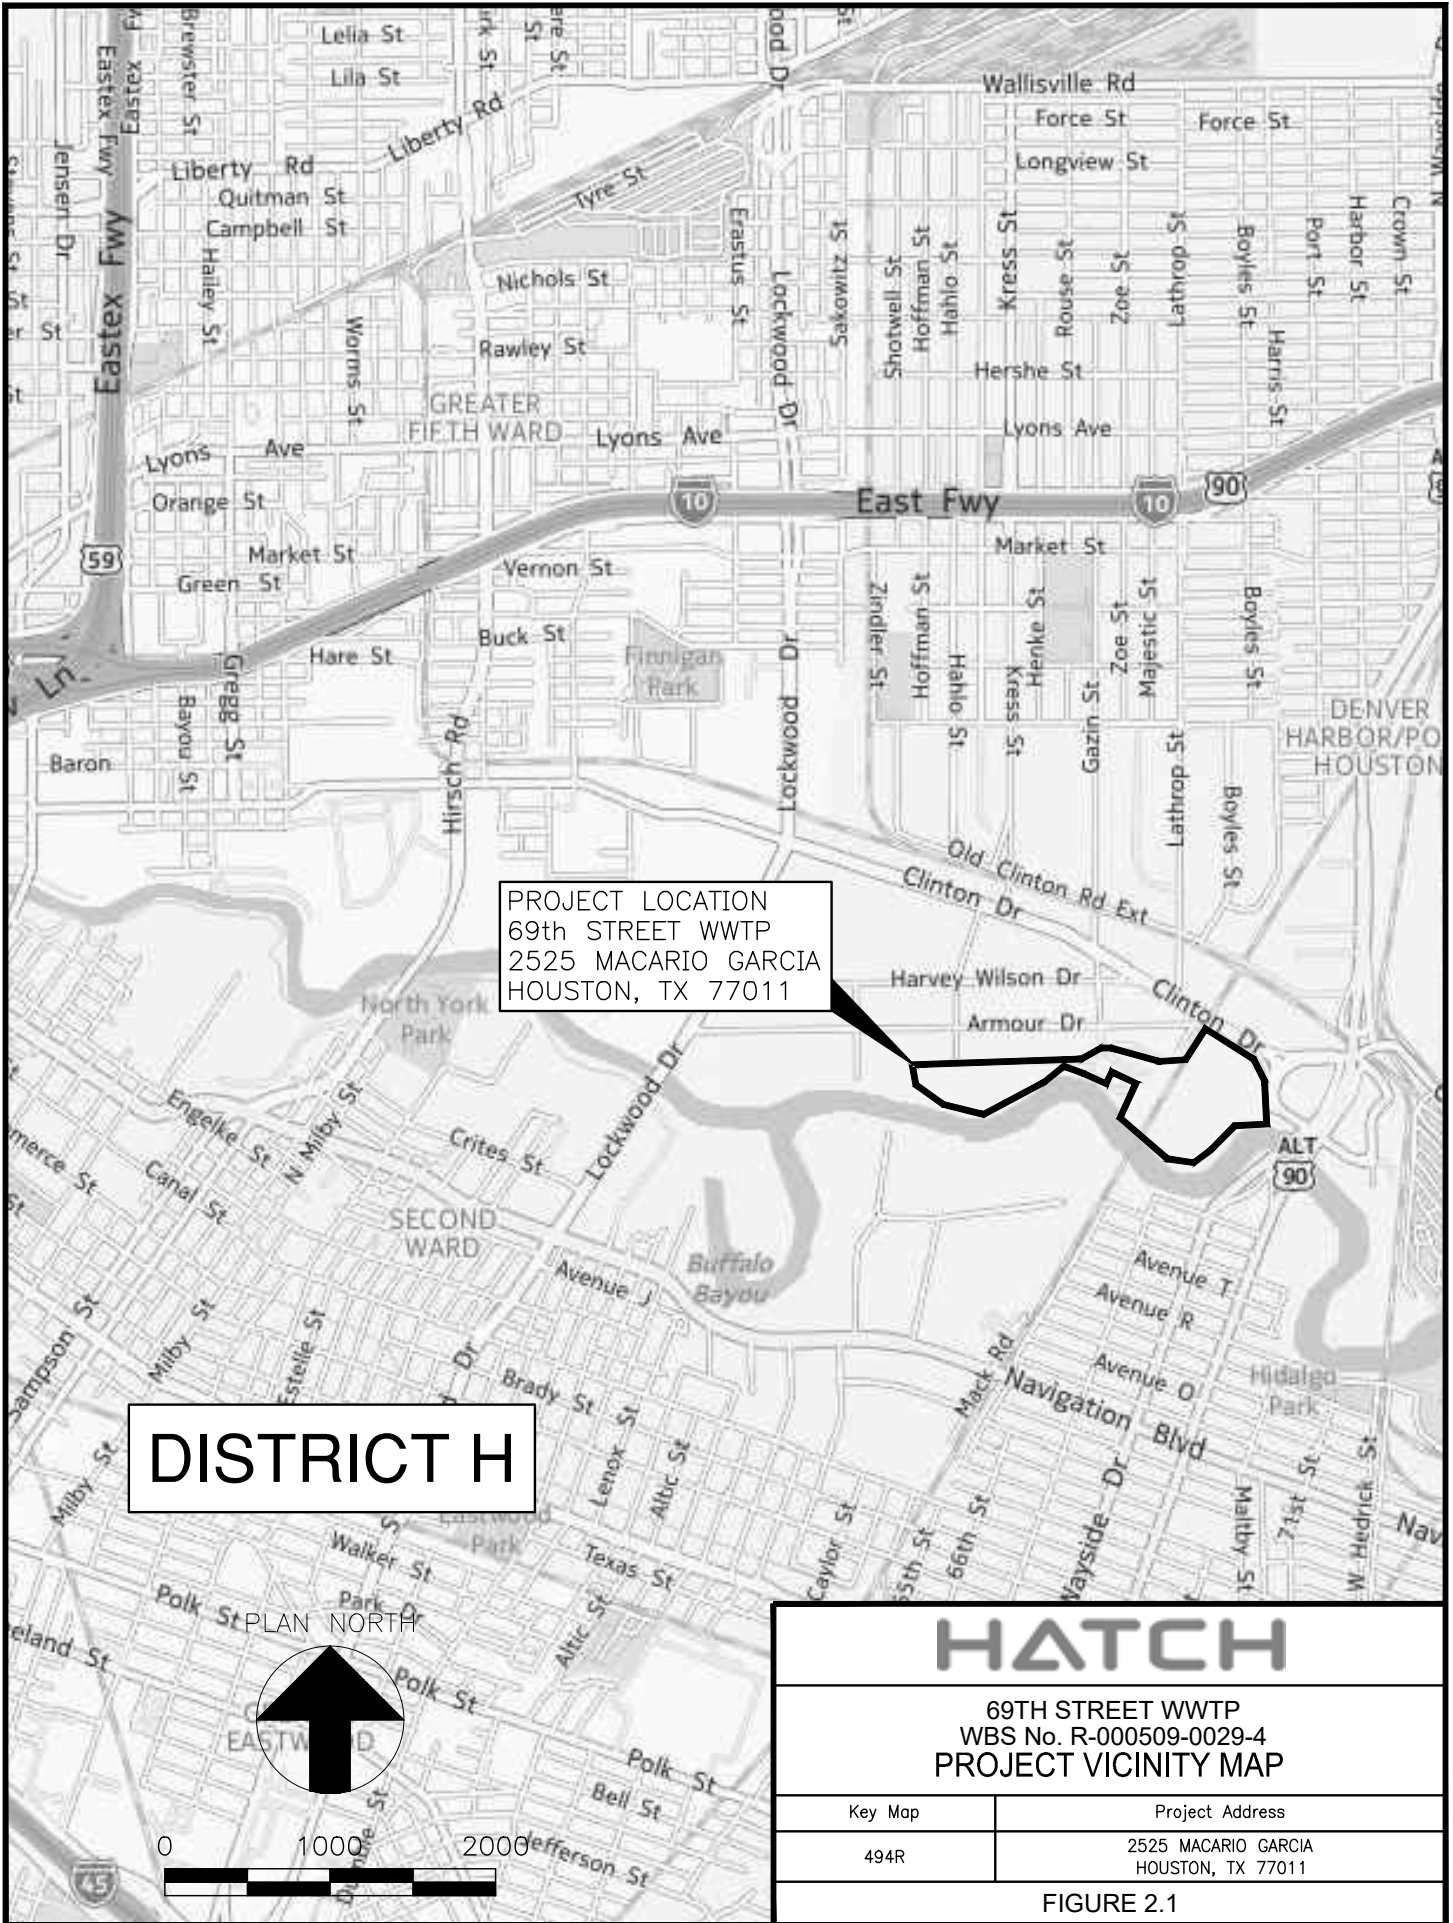 Lelia St
Lila St
Liberty Rd
Brewster St
Eastex Fwy
Jensen Dr
Liberty Rd
Quitman St
Campbell St
Hailey St
Tyre St
Nichols St
Rawley St
Worms St
Erastus St
Lockwood Dr
Wallisville Rd
Force St
Force St
Longview St
Sakowitz St
Shotwell St
Hoffman St
Hahlo St
Kress St
Rouse St
Zoe St
Lathrop St
Boyles St
Harris St
Port St
Harbor St
Crown St
Hershe St
Lyons Ave
GREATER
FIFTH WARD
Lyons Ave
Lyons Ave
Orange St
Market St
Green St
59
10
East Fwy
10
90
Market St
Vernon St
Buck St
Hare St
Finnigan
Park
Ln
Gregg St
Bayou St
Baron
Hirsch Rd
Lockwood Dr
Zindler St
Hoffman St
Hahlo St
Kress St
Henke St
Gazin St
Zoe St
Majestic St
Lathrop St
Boyles St
Boyles St
DENVER
HARBOR/PO
HOUSTON
Old Clinton Rd Ext
Clinton Dr
PROJECT LOCATION
69th STREET WWTP
2525 MACARIO GARCIA
HOUSTON, TX 77011
Harvey Wilson Dr
Clinton Dr
Armour Dr
North York
Park
Lockwood Dr
Engelke St
N Milby St
Canal St
Crites St
SECOND
WARD
Avenue J
Buffalo
Bayou
ALT
90
Avenue T
Avenue R
Avenue O
Hidalgo
Park
Mack Rd
Navigation Blvd
Sampson St
Milby St
Estelle St
Dr
Brady St
Lenox St
Altic St
DISTRICT H
Milby St
Eastwood
Park
Walker St
Texas St
Caylor St
66th St
Wayside Dr
Maltby St
71st St
W Hedrick St
Polk St
Park Dr
Altic St
PLAN NORTH
Polk St
Polk St
Bell St
Jefferson St
0 1000 2000
45
HATCH
69TH STREET WWTP
WBS No. R-000509-0029-4
PROJECT VICINITY MAP
Key Map Project Address
494R 2525 MACARIO GARCIA
HOUSTON, TX 77011
FIGURE 2.1